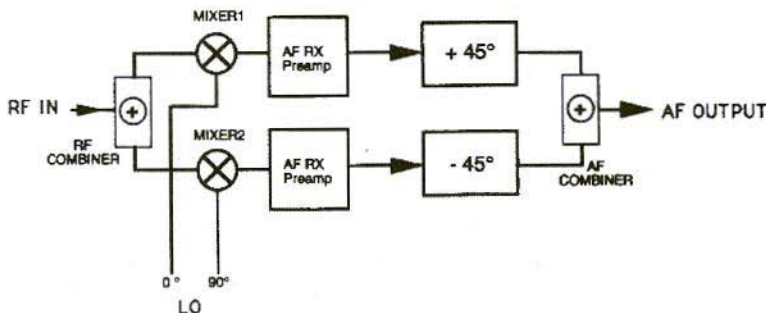 MIXER1
AF RX
Preamp
+ 45°
RF IN
+
RF
COMBINER
+
AF OUTPUT
MIXER2
AF RX
Preamp
- 45°
AF
COMBINER
0°
90°
LO